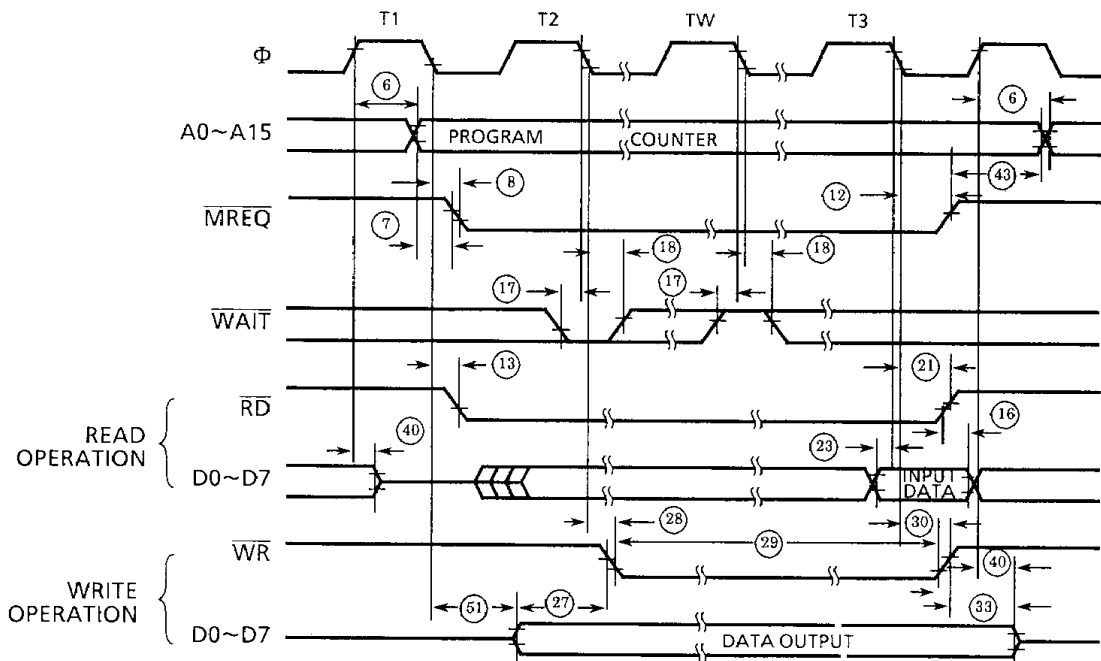 T1 T2 TW T3
Φ
6 6
A0~A15 PROGRAM COUNTER
8 12 43
MREQ
7
18 18
17 17
WAIT
13 21
RD
READ
OPERATION
40 23 16
D0~D7 INPUT
DATA
28 30
WR 29
40
WRITE
OPERATION
51 27 33
D0~D7 DATA OUTPUT